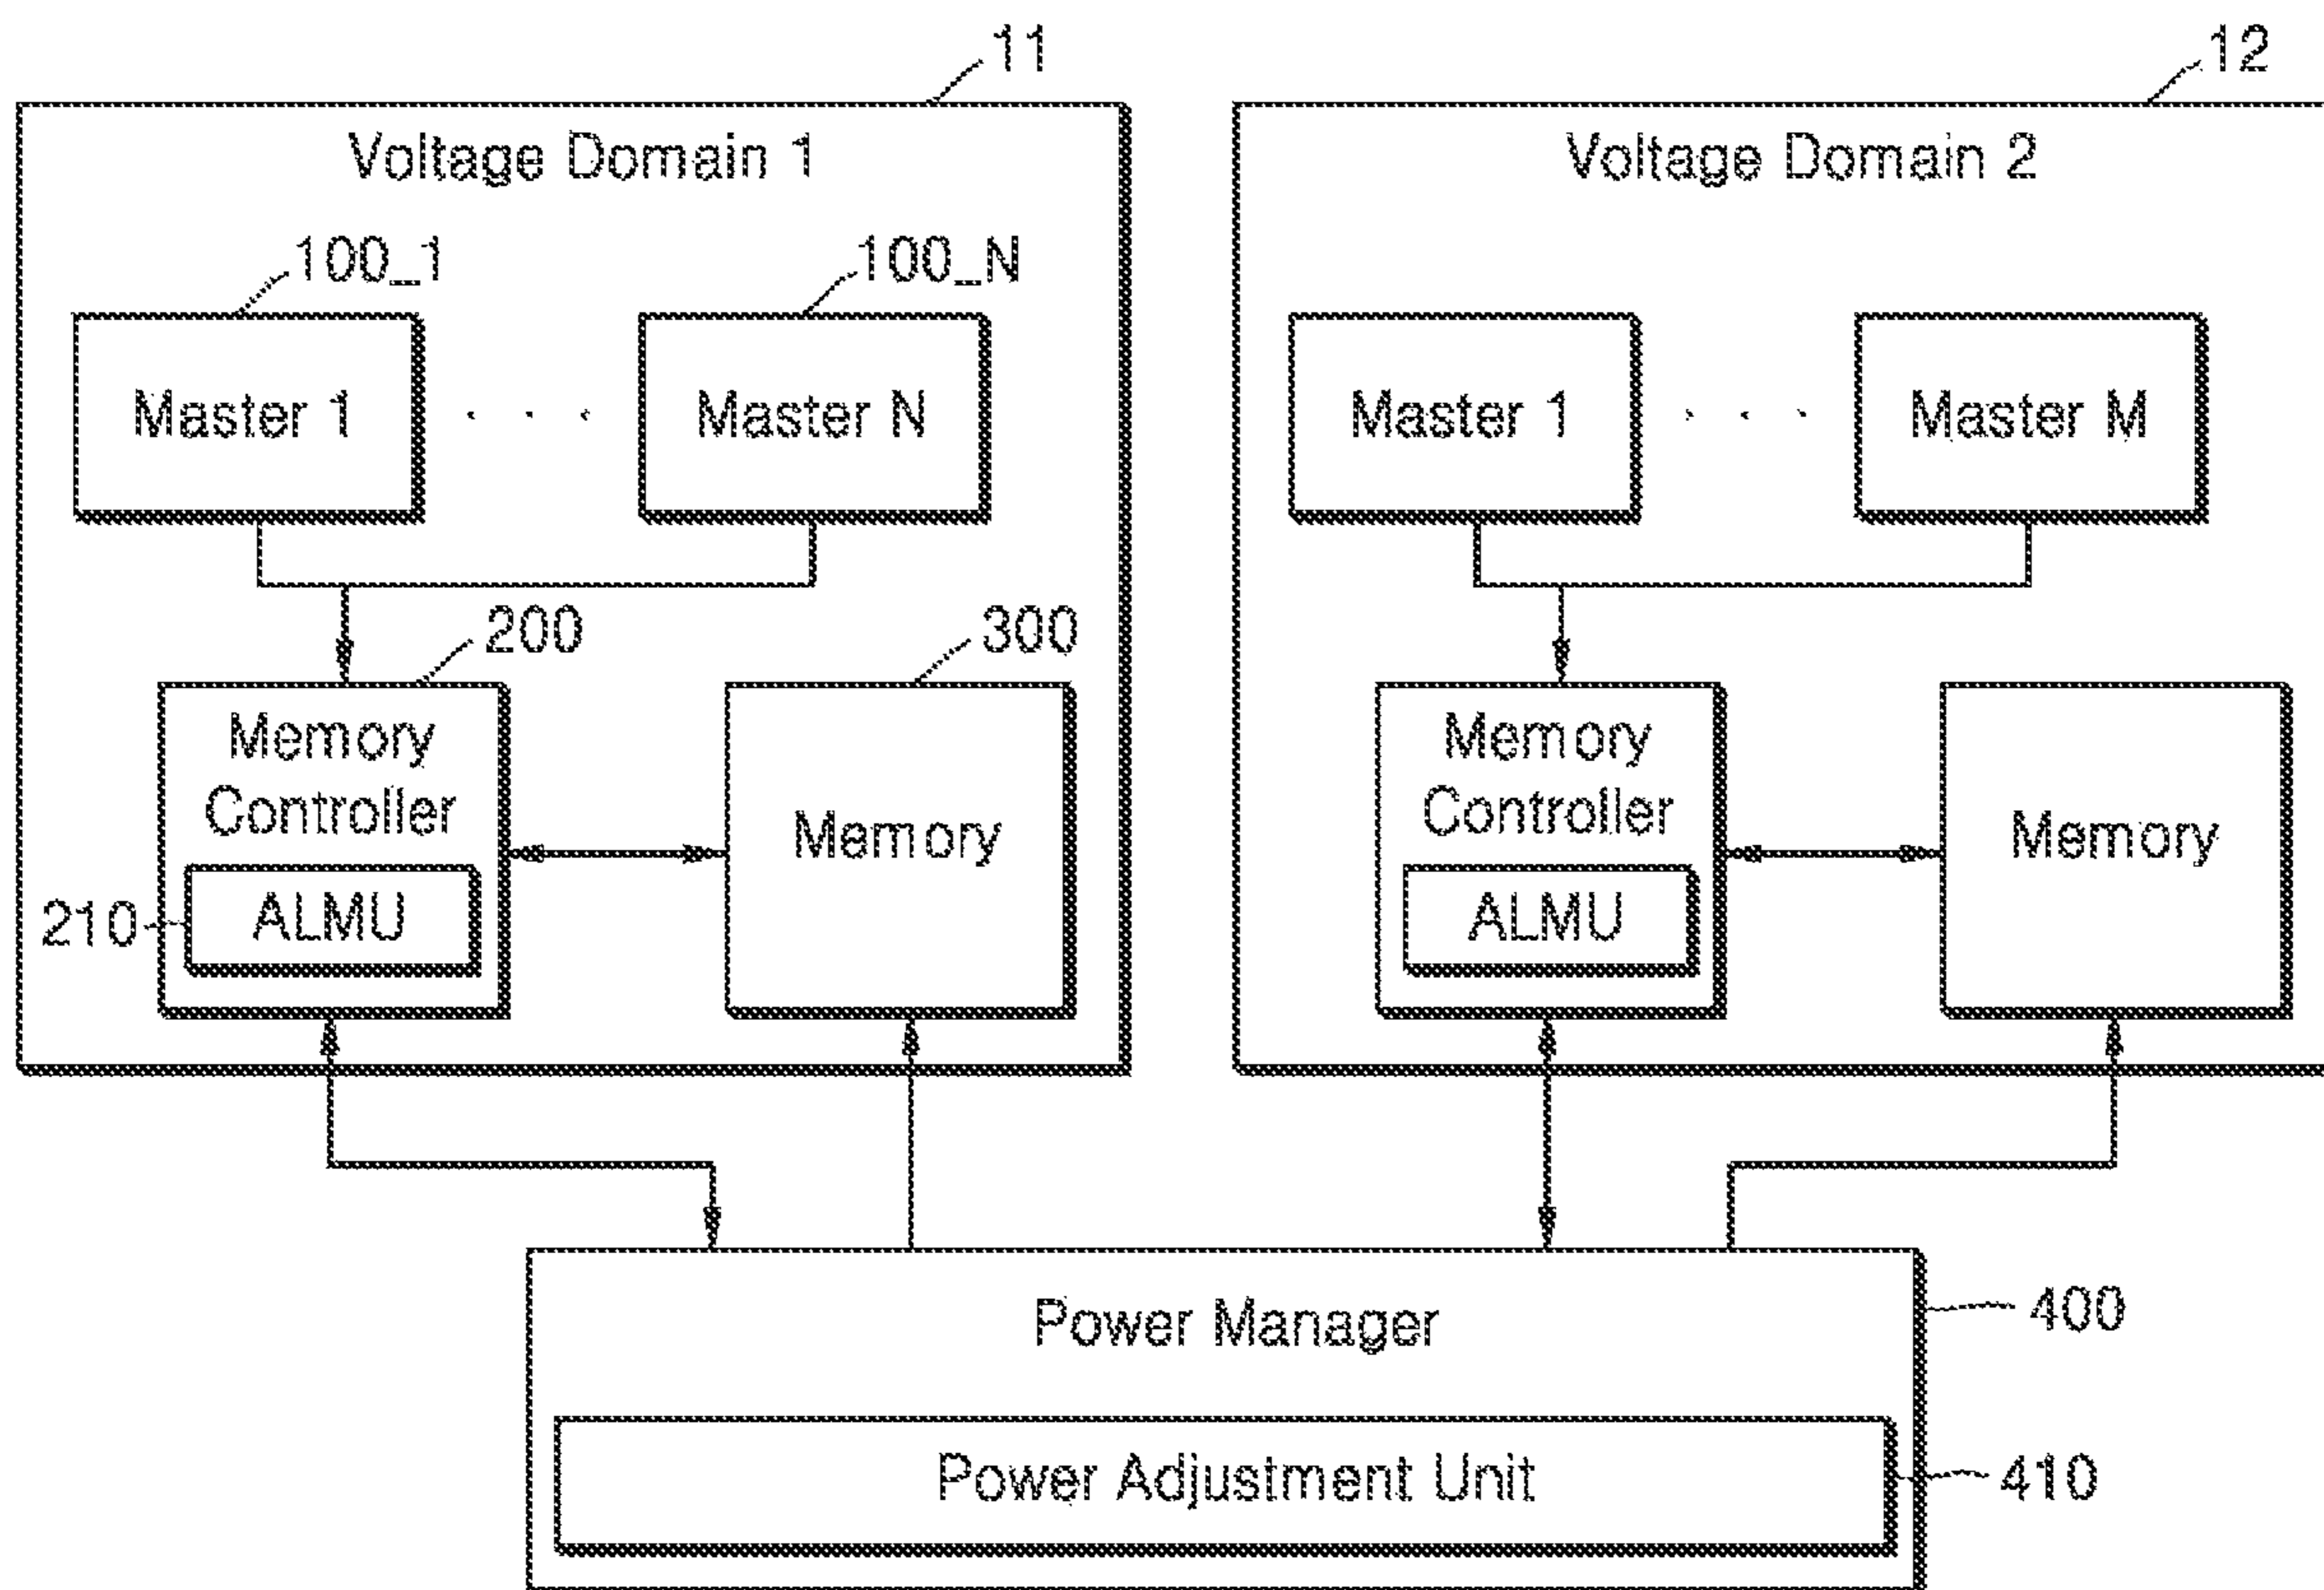 11
12
Voltage Domain 1
Voltage Domain 2
100_1
100_N
Master 1
. . .
Master N
Master 1
. . .
Master M
200
300
Memory
Controller
Memory
Memory
Controller
Memory
210
ALMU
ALMU
Power Manager
400
Power Adjustment Unit
410